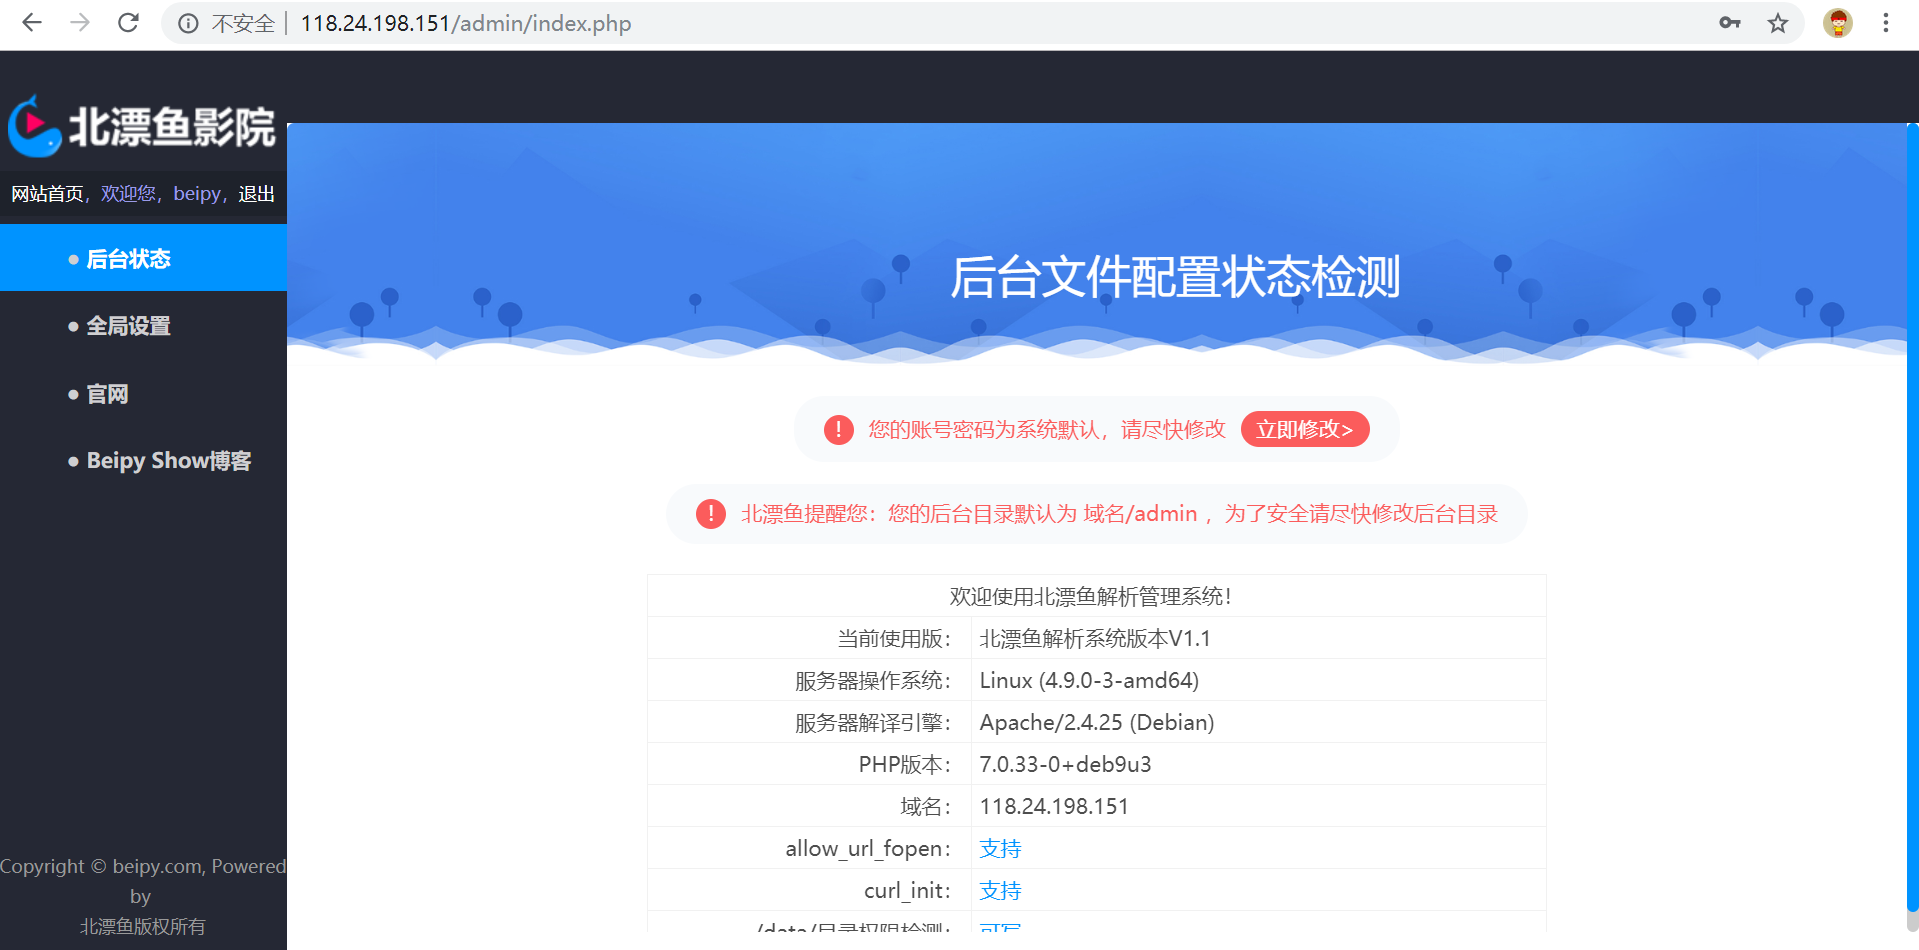 不安全 | 118.24.198.151/admin/index.php
北漂鱼影院
网站首页，欢迎您，beipy，退出
● 后台状态
● 全局设置
● 官网
● Beipy Show博客
Copyright © beipy.com, Powered
by
北漂鱼版权所有
后台文件配置状态检测
! 您的账号密码为系统默认，请尽快修改 立即修改>
! 北漂鱼提醒您：您的后台目录默认为 域名/admin ，为了安全请尽快修改后台目录
欢迎使用北漂鱼解析管理系统！
当前使用版： 北漂鱼解析系统版本V1.1
服务器操作系统： Linux (4.9.0-3-amd64)
服务器解译引擎： Apache/2.4.25 (Debian)
PHP版本： 7.0.33-0+deb9u3
域名： 118.24.198.151
allow_url_fopen： 支持
curl_init： 支持
/data/目录权限检测： 可写